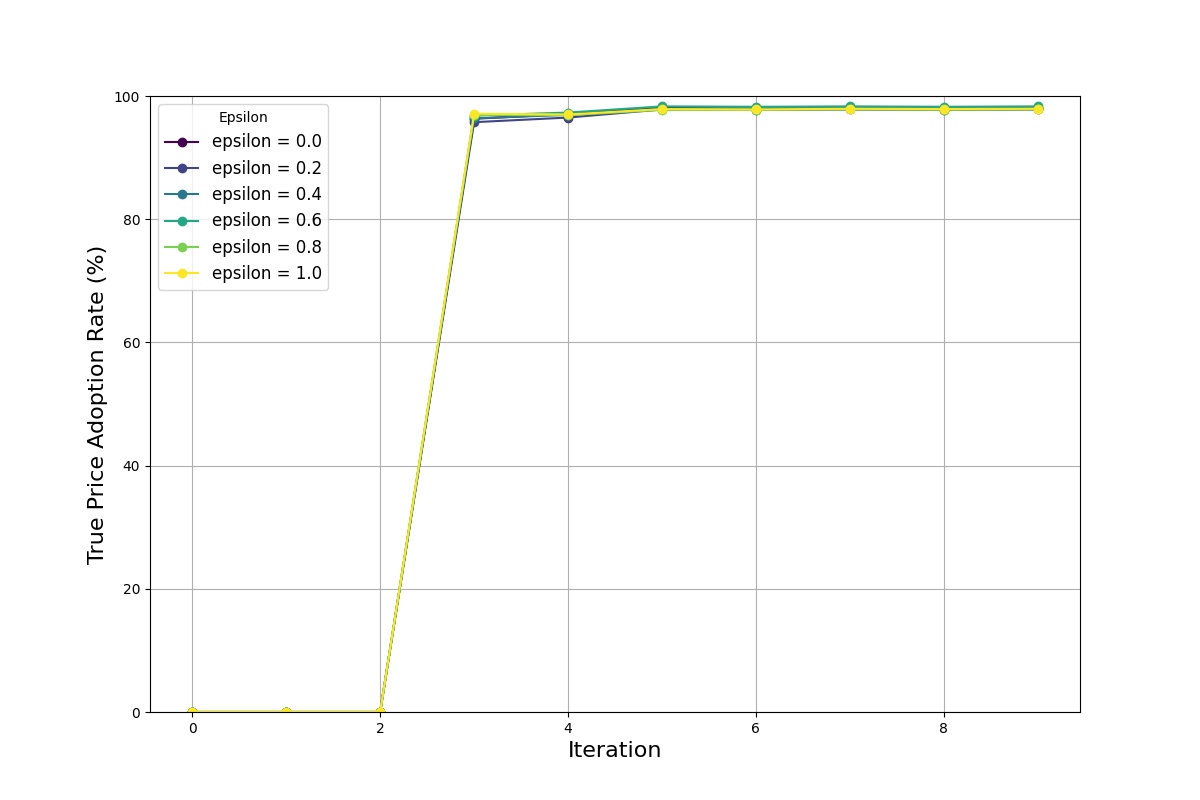 100
80
60
40
20
0
True Price Adoption Rate (%)
Epsilon
epsilon = 0.0
epsilon = 0.2
epsilon = 0.4
epsilon = 0.6
epsilon = 0.8
epsilon = 1.0
0 2 4 6 8
Iteration